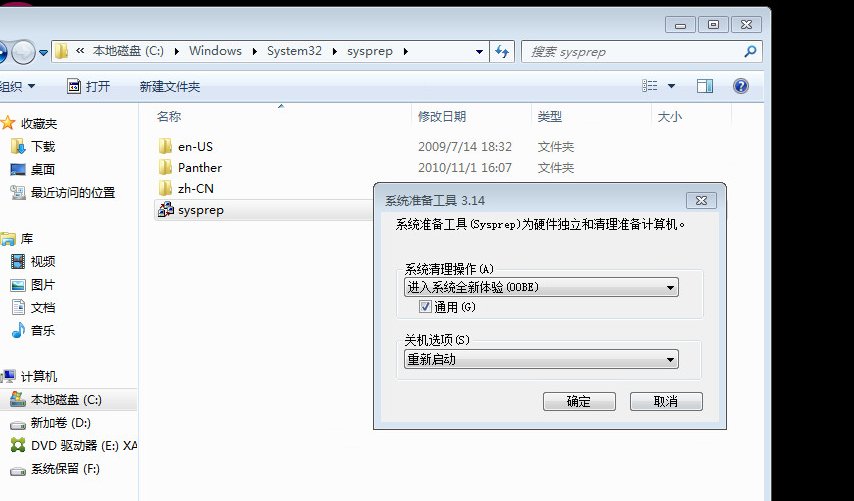 « 本地磁盘 (C:) ▸ Windows ▸ System32 ▸ sysprep ▸
搜索 sysprep
组织 打开 新建文件夹
名称 修改日期 类型 大小
收藏夹
下载
桌面
最近访问的位置
库
视频
图片
文档
音乐
计算机
本地磁盘 (C:)
新加卷 (D:)
DVD 驱动器 (E:) XA
系统保留 (F:)
en-US 2009/7/14 18:32 文件夹
Panther 2010/11/1 16:07 文件夹
zh-CN
sysprep
系统准备工具 3.14
系统准备工具(Sysprep)为硬件独立和清理准备计算机。
系统清理操作(A)
进入系统全新体验(OOBE)
通用(G)
关机选项(S)
重新启动
确定 取消